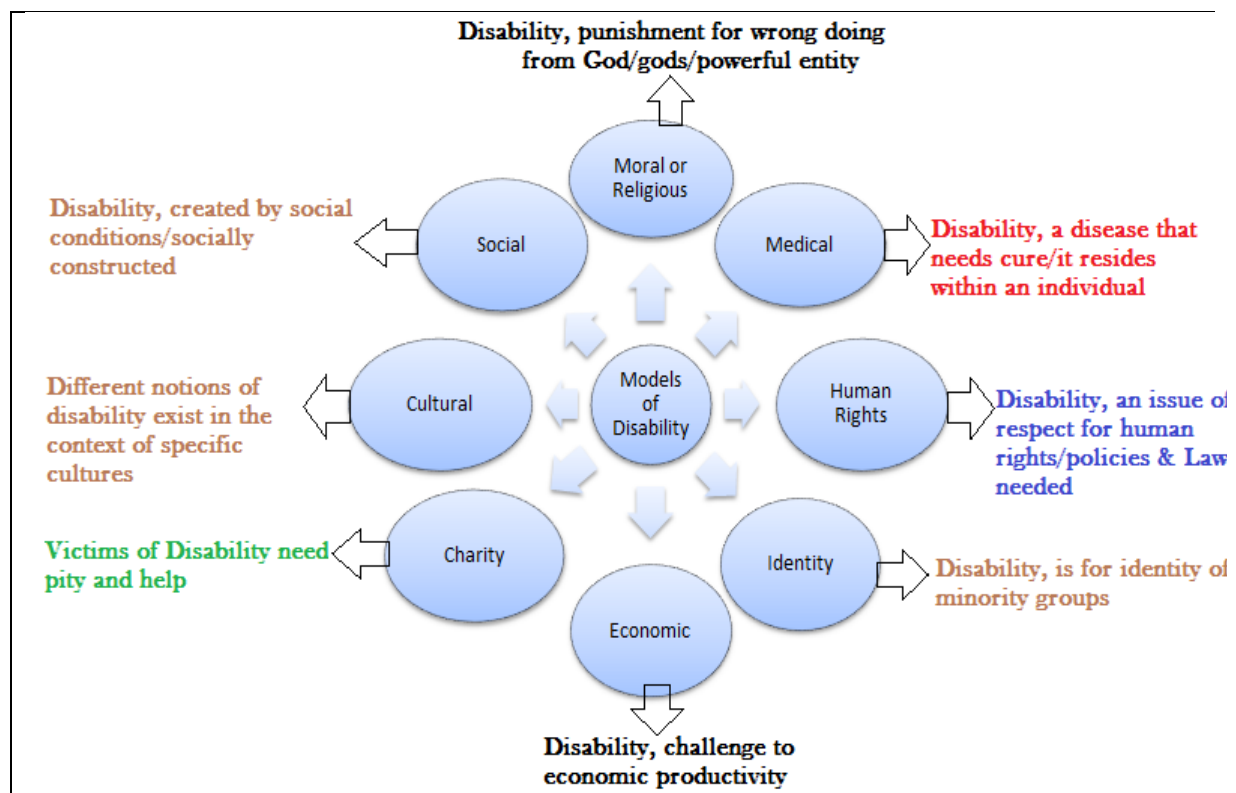 Disability, punishment for wrong doing
from God/gods/powerful entity
Moral or
Religious
Medical
Disability, a disease that
needs cure/it resides
within an individual
Human
Rights
Disability, an issue of
respect for human
rights/policies & Law
needed
Identity
Disability, is for identity of
minority groups
Economic
Disability, challenge to
economic productivity
Charity
Victims of Disability need
pity and help
Cultural
Different notions of
disability exist in the
context of specific
cultures
Social
Disability, created by social
conditions/socially
constructed
Models
of
Disability